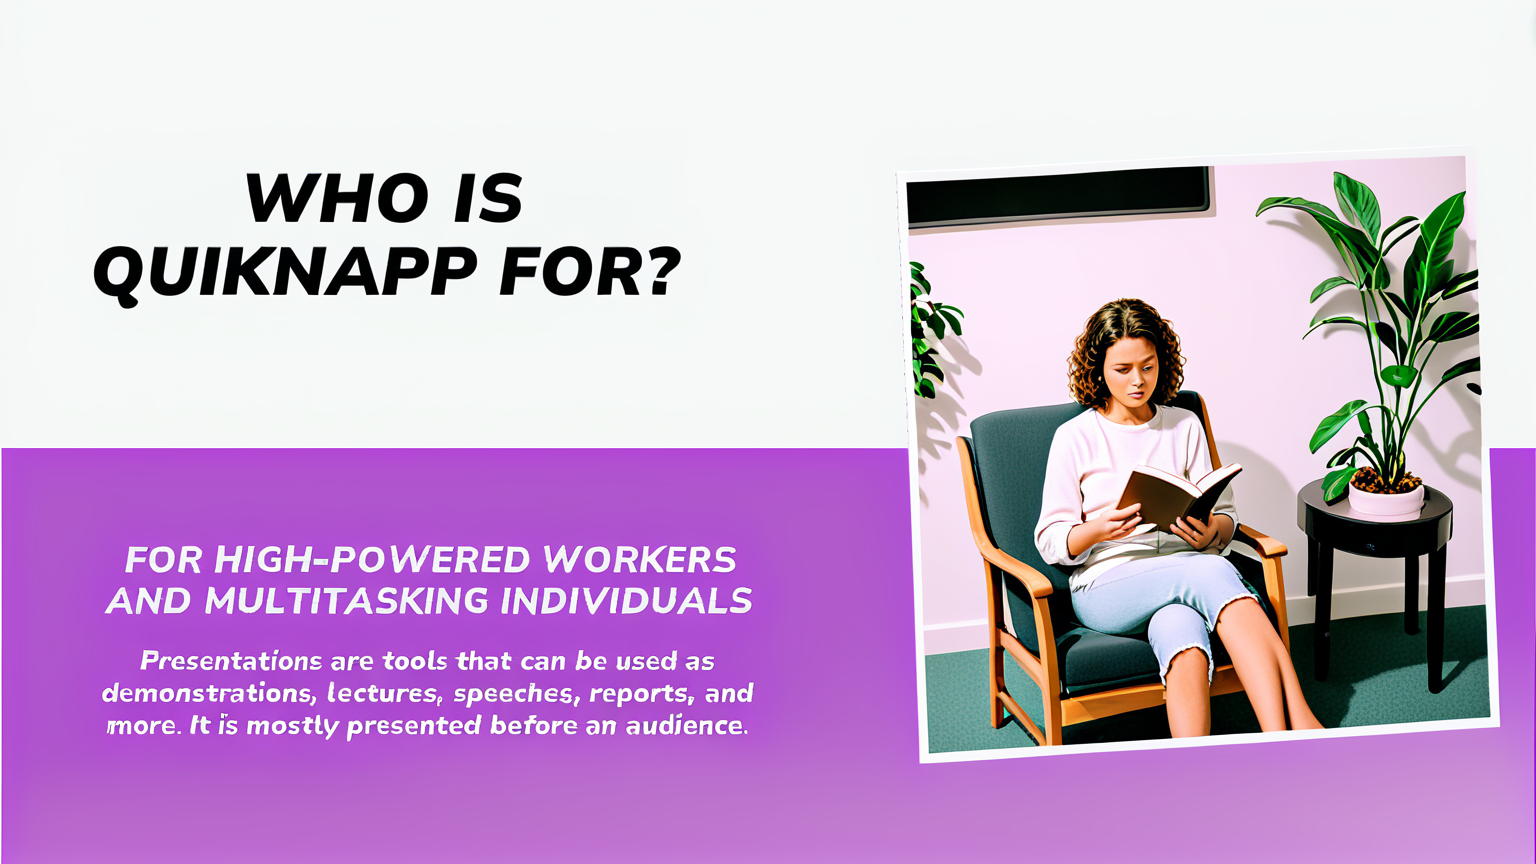 WHO IS
QUIKNAPP FOR?
FOR HIGH-POWERED WORKERS
AND MULTITASKING INDIVIDUALS
Presentations are tools that can be used as
demonstrations, lectures, speeches, reports, and
more. It is mostly presented before an audience.